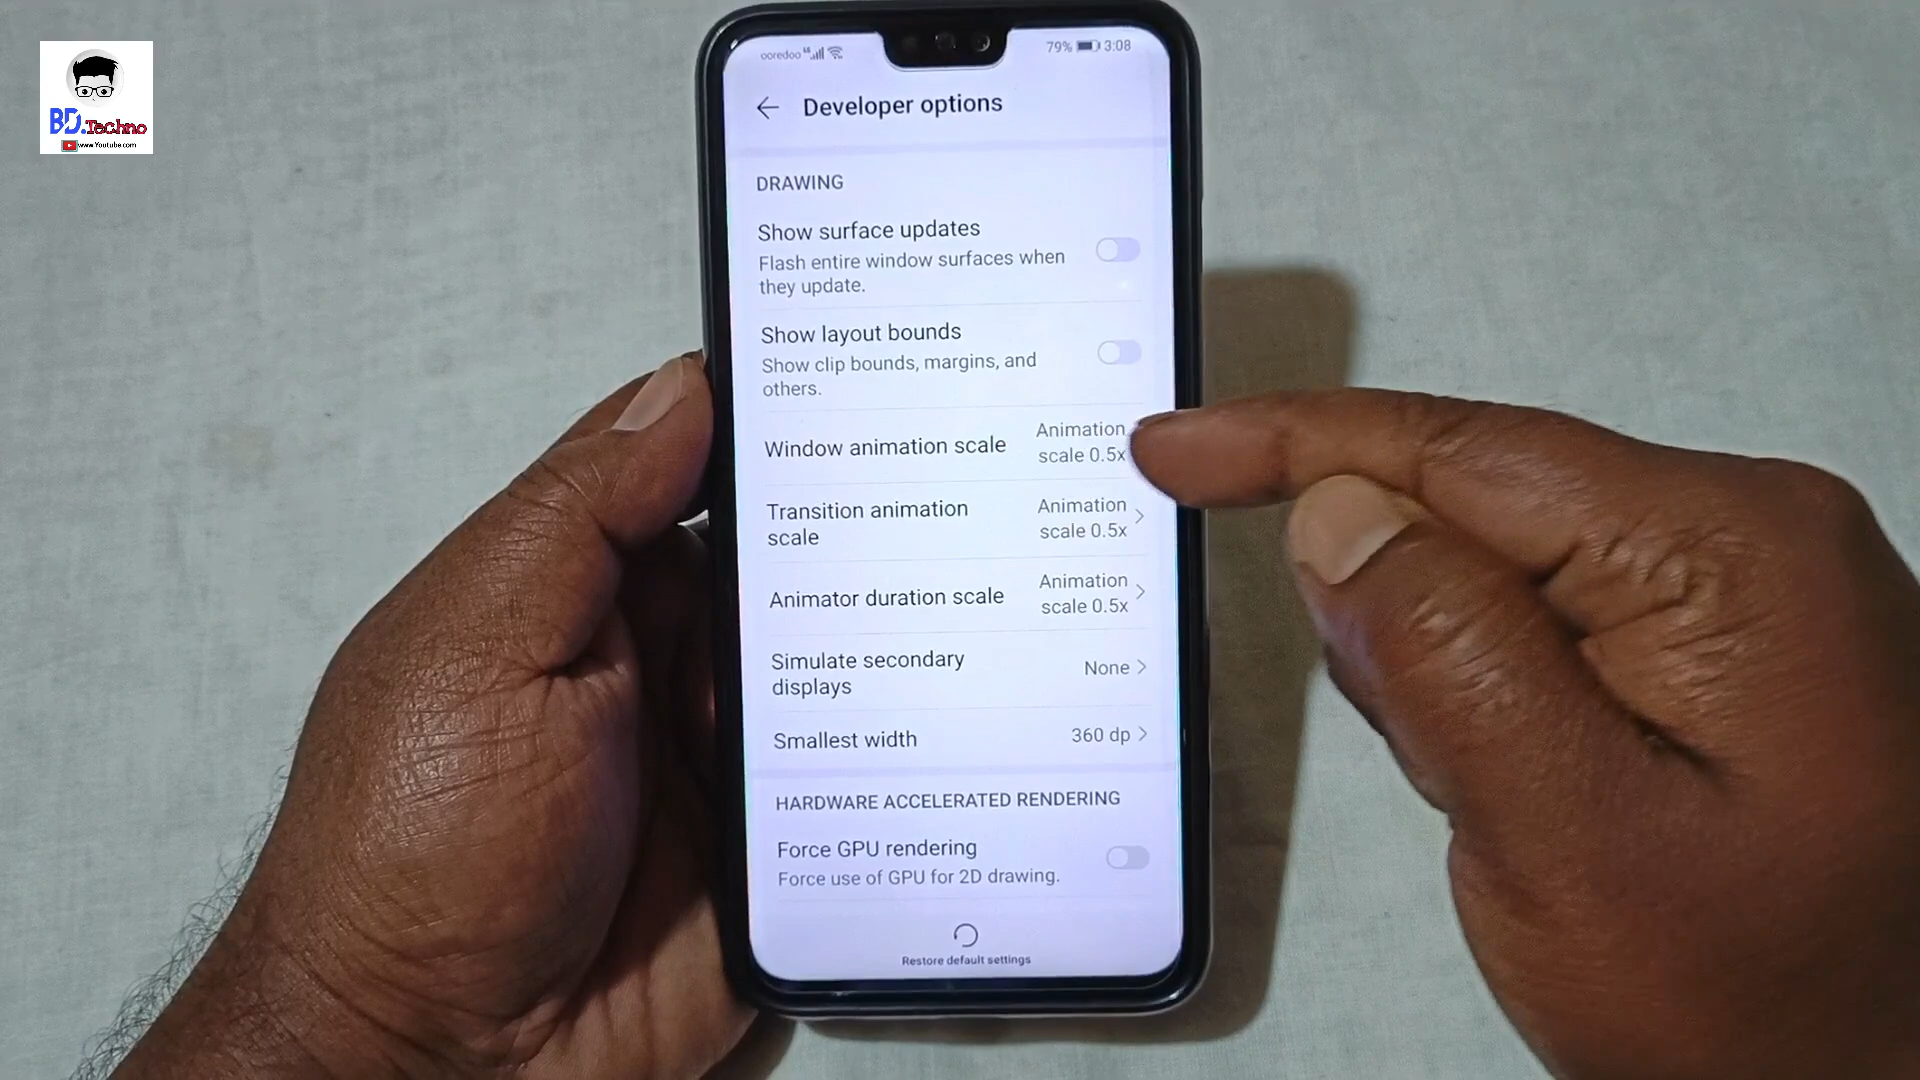 BD.Techno
www.Youtube.com
ooredoo
79% 3:08
Developer options
DRAWING
Show surface updates
Flash entire window surfaces when
they update.
Show layout bounds
Show clip bounds, margins, and
others.
Window animation scale
Animation
scale 0.5x
Transition animation
scale
Animation
scale 0.5x
Animator duration scale
Animation
scale 0.5x
Simulate secondary
displays
None
Smallest width
360 dp
HARDWARE ACCELERATED RENDERING
Force GPU rendering
Force use of GPU for 2D drawing.
Restore default settings